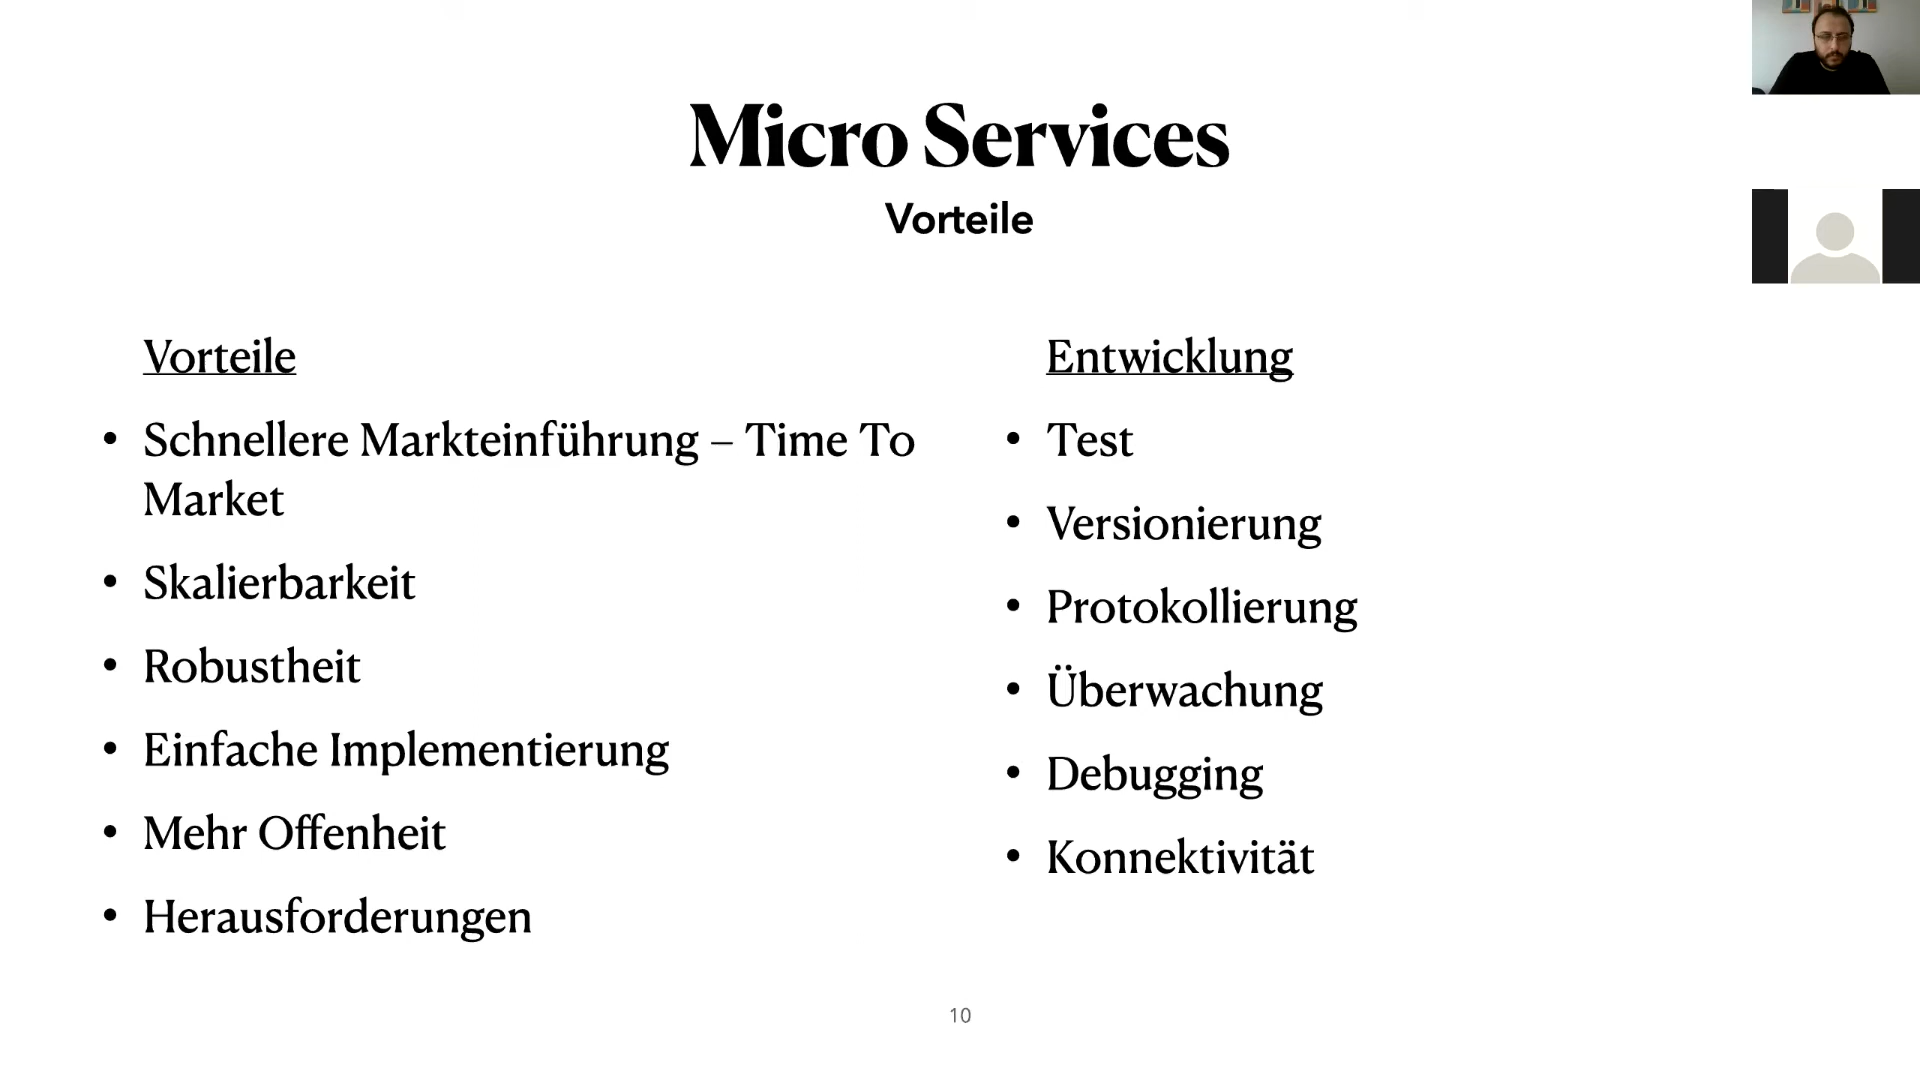 Micro Services
Vorteile
Vorteile
• Schnellere Markteinführung – Time To
Market
• Skalierbarkeit
• Robustheit
• Einfache Implementierung
• Mehr Offenheit
• Herausforderungen
Entwicklung
• Test
• Versionierung
• Protokollierung
• Überwachung
• Debugging
• Konnektivität
10